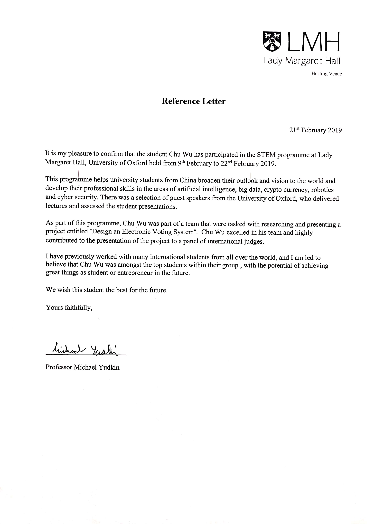 LMH
Lady Margaret Hall
Reference Letter
21st February 2019
It is my pleasure to confirm that the student Chu Wu has participated in the STEM programme at Lady
Margaret Hall, University of Oxford held from 9th February to 22nd February 2019.
This programme helps university students from China broaden their outlook and vision to the world and
develop their professional skills in the areas of artificial intelligence, big data, crypto currency, robotics
and cyber security. There was a selection of guest speakers from the University of Oxford, who delivered
lectures and assessed the student presentations.
As part of this programme, Chu Wu was part of a team that were tasked with researching and presenting a
project entitled "Design an Electronic Voting System". Chu Wu excelled in his team and highly
contributed to the presentation of the project to a panel of international judges.
I have previously worked with many international students from all over the world, and I am led to
believe that Chu Wu was amongst the top students within their group, with the potential of achieving
great things as student or entrepreneur in the future.
We wish this student the best for the future
Yours faithfully,
Michael Yudkin
Professor Michael Yudkin